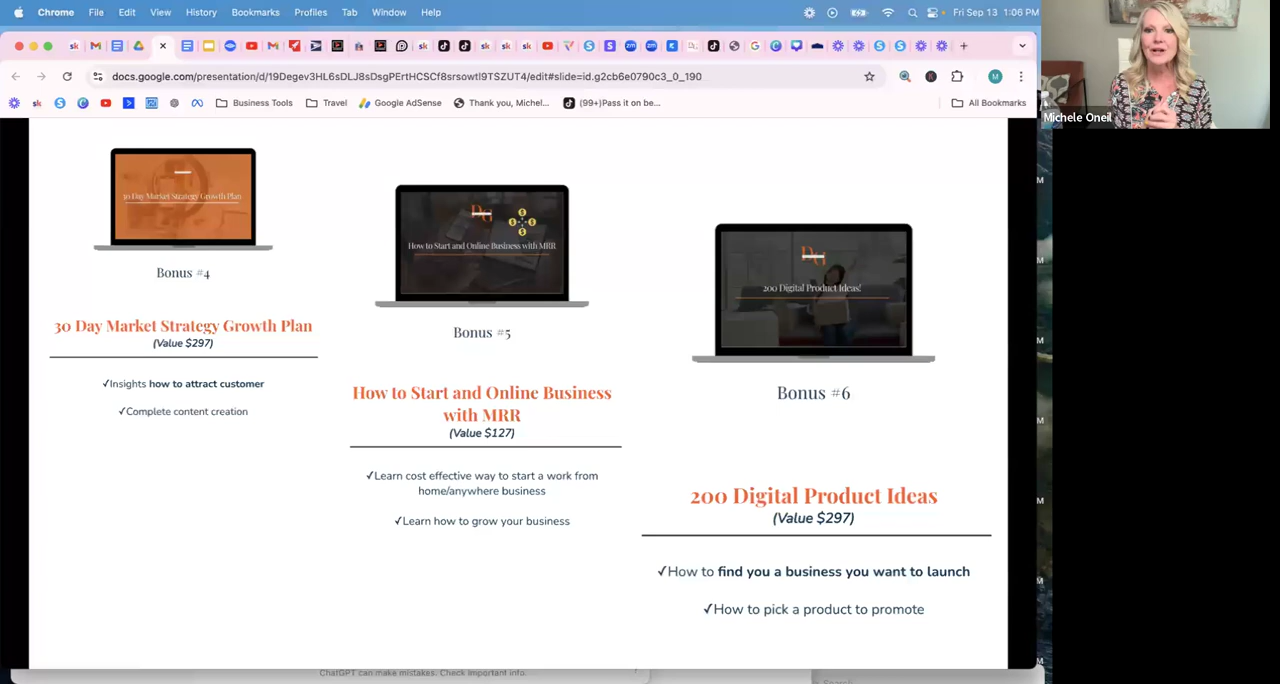 Chrome File Edit View History Bookmarks Profiles Tab Window Help Fri Sep 13 1:06 PM
docs.google.com/presentation/d/19Degev3HL6sDLJ8sDsgPErtHCSCf8srsowtl9TSZUT4/edit#slide=id.g2cb6e0790c3_0_190
Business Tools Travel Google AdSense Thank you, Michel... (99+)Pass it on be... All Bookmarks
Michele Oneil
30 Day Market Strategy Growth Plan
Bonus #4
30 Day Market Strategy Growth Plan
(Value $297)
✓Insights how to attract customer
✓Complete content creation
DG
How to Start and Online Business with MRR
Bonus #5
How to Start and Online Business
with MRR
(Value $127)
✓Learn cost effective way to start a work from
home/anywhere business
✓Learn how to grow your business
DG
200 Digital Product Ideas!
Bonus #6
200 Digital Product Ideas
(Value $297)
✓How to find you a business you want to launch
✓How to pick a product to promote
ChatGPT can make mistakes. Check important info.
Search
M
M
M
M
M
M
M